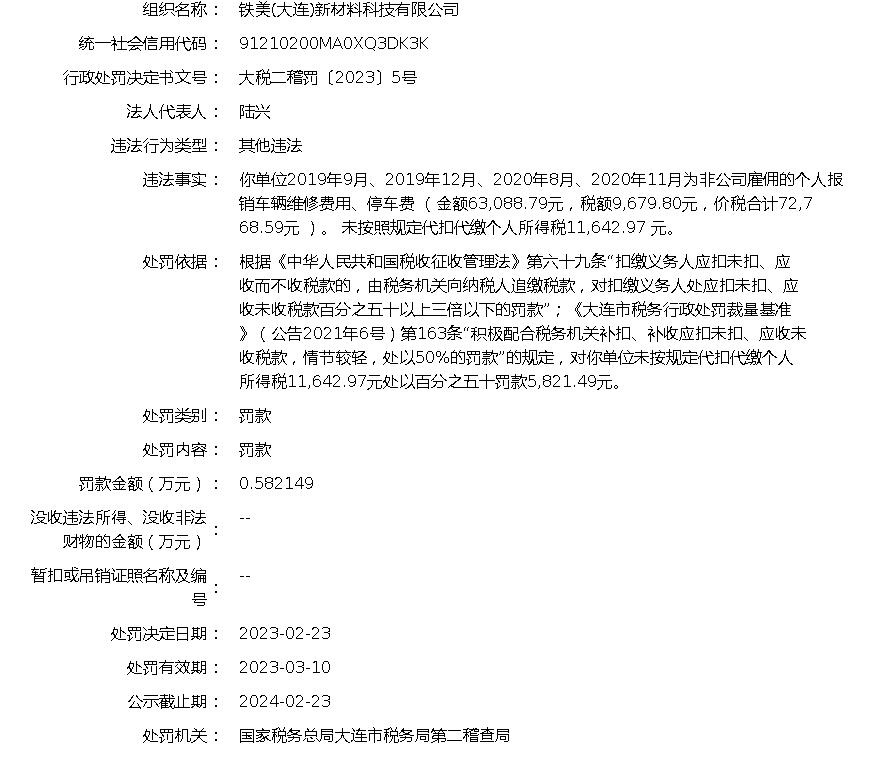 组织名称： 铁美(大连)新材料科技有限公司
统一社会信用代码： 91210200MA0XQ3DK3K
行政处罚决定书文号： 大税二稽罚〔2023〕5号
法人代表人： 陆兴
违法行为类型： 其他违法
违法事实： 你单位2019年9月、2019年12月、2020年8月、2020年11月为非公司雇佣的个人报
销车辆维修费用、停车费（金额63,088.79元，税额9,679.80元，价税合计72,7
68.59元 ）。 未按照规定代扣代缴个人所得税11,642.97 元。
处罚依据： 根据《中华人民共和国税收征收管理法》第六十九条“扣缴义务人应扣未扣、应
收而不收税款的，由税务机关向纳税人追缴税款，对扣缴义务人处应扣未扣、应
收未收税款百分之五十以上三倍以下的罚款”；《大连市税务行政处罚裁量基准
》（公告2021年6号）第163条“积极配合税务机关补扣、补收应扣未扣、应收未
收税款，情节较轻，处以50%的罚款”的规定，对你单位未按规定代扣代缴个人
所得税11,642.97元处以百分之五十罚款5,821.49元。
处罚类别： 罚款
处罚内容： 罚款
罚款金额（万元）： 0.582149
没收违法所得、没收非法
财物的金额（万元）： --
暂扣或吊销证照名称及编
号： --
处罚决定日期： 2023-02-23
处罚有效期： 2023-03-10
公示截止期： 2024-02-23
处罚机关： 国家税务总局大连市税务局第二稽查局